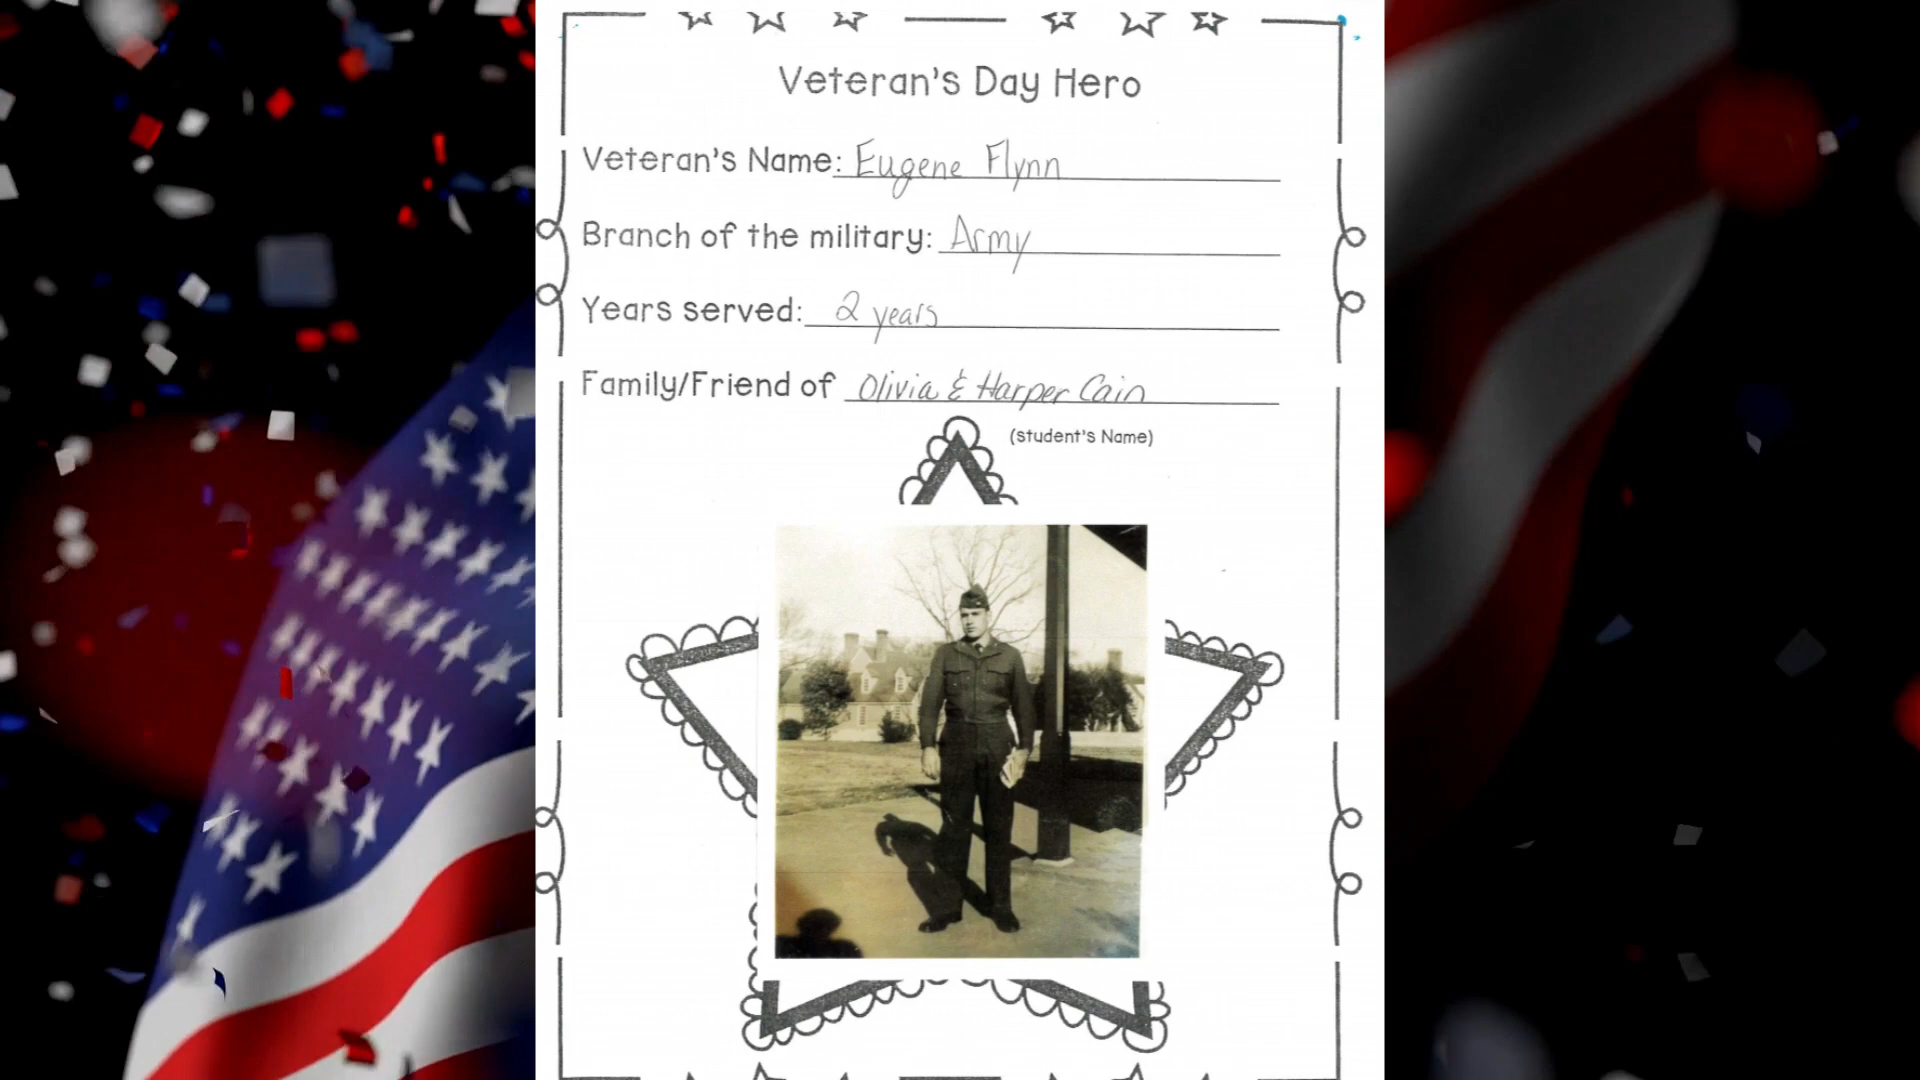 Veteran's Day Hero
Veteran's Name: Eugene Flynn
Branch of the military: Army
Years served: 2 years
Family/Friend of Olivia & Harper Cain
(student's Name)